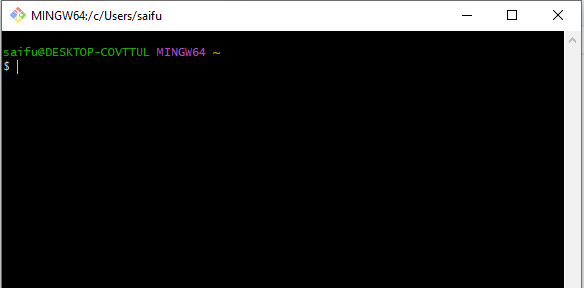 MINGW64:/c/Users/saifu
saifu@DESKTOP-COVTTUL MINGW64 ~
$